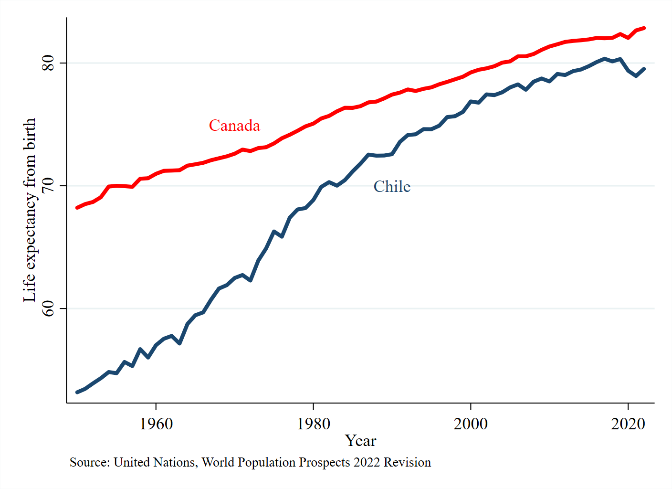 Life expectancy from birth
80
70
60
Canada
Chile
1960 1980 2000 2020
Year
Source: United Nations, World Population Prospects 2022 Revision